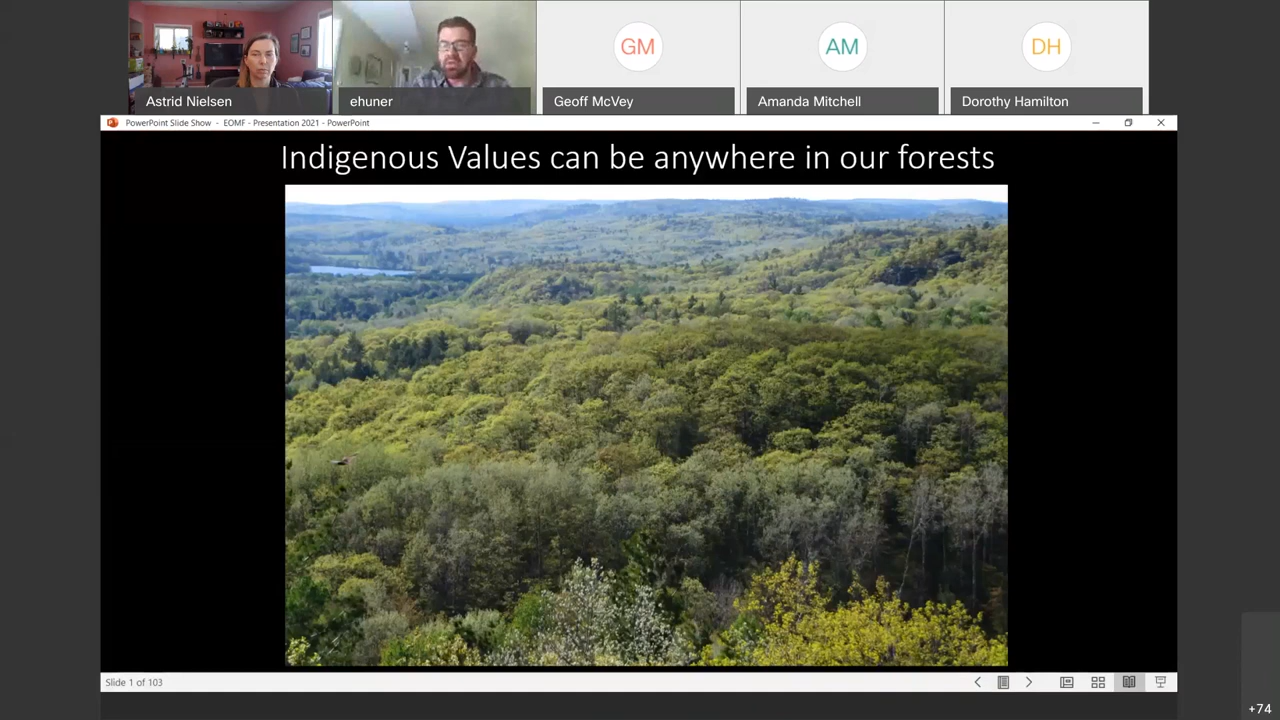 GM
AM
DH
Astrid Nielsen
ehuner
Geoff McVey
Amanda Mitchell
Dorothy Hamilton
PowerPoint Slide Show - EOMF - Presentation 2021 - PowerPoint
Indigenous Values can be anywhere in our forests
Slide 1 of 103
+74